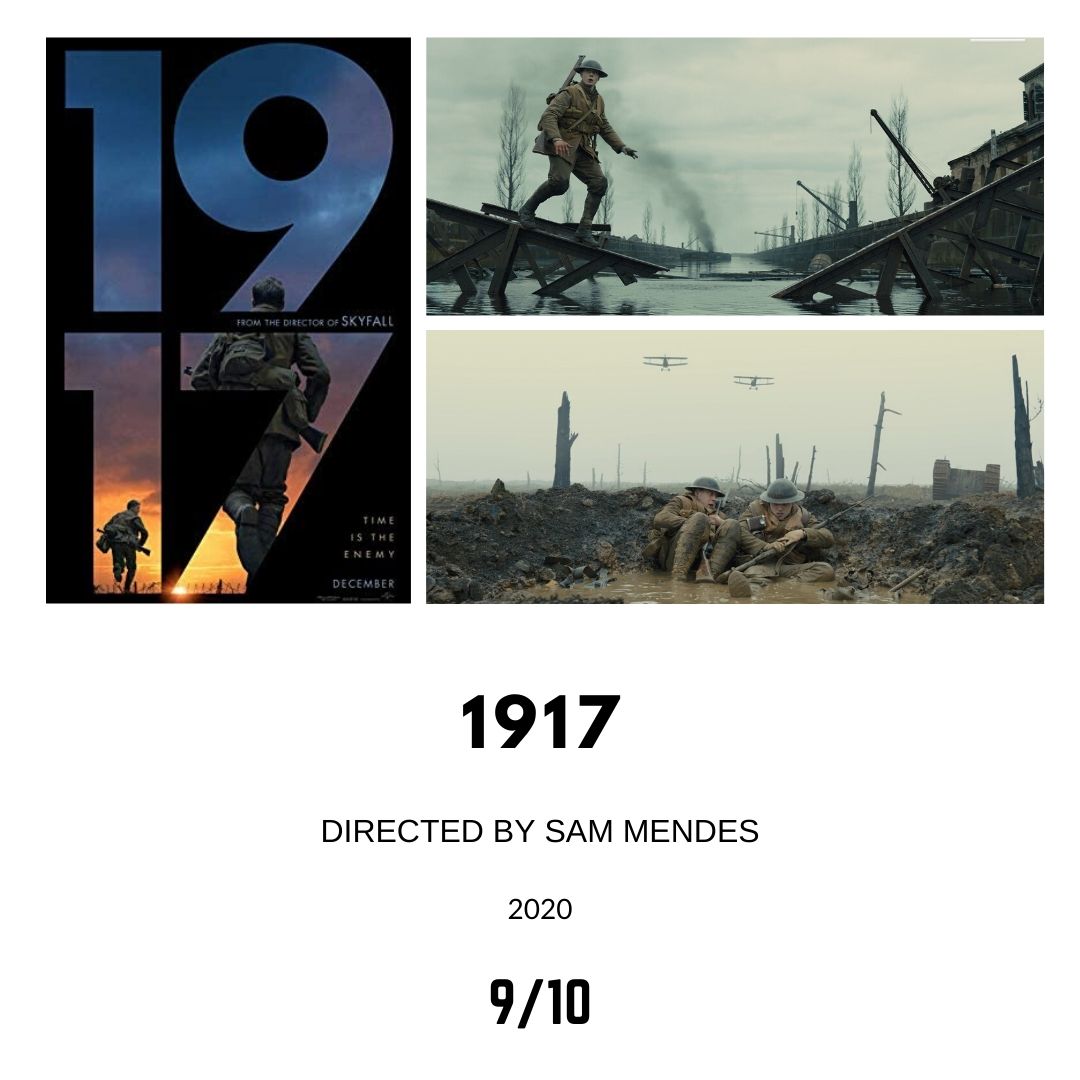 19
FROM THE DIRECTOR OF SKYFALL
17
TIME
IS THE
ENEMY
DECEMBER
1917
DIRECTED BY SAM MENDES
2020
9/10